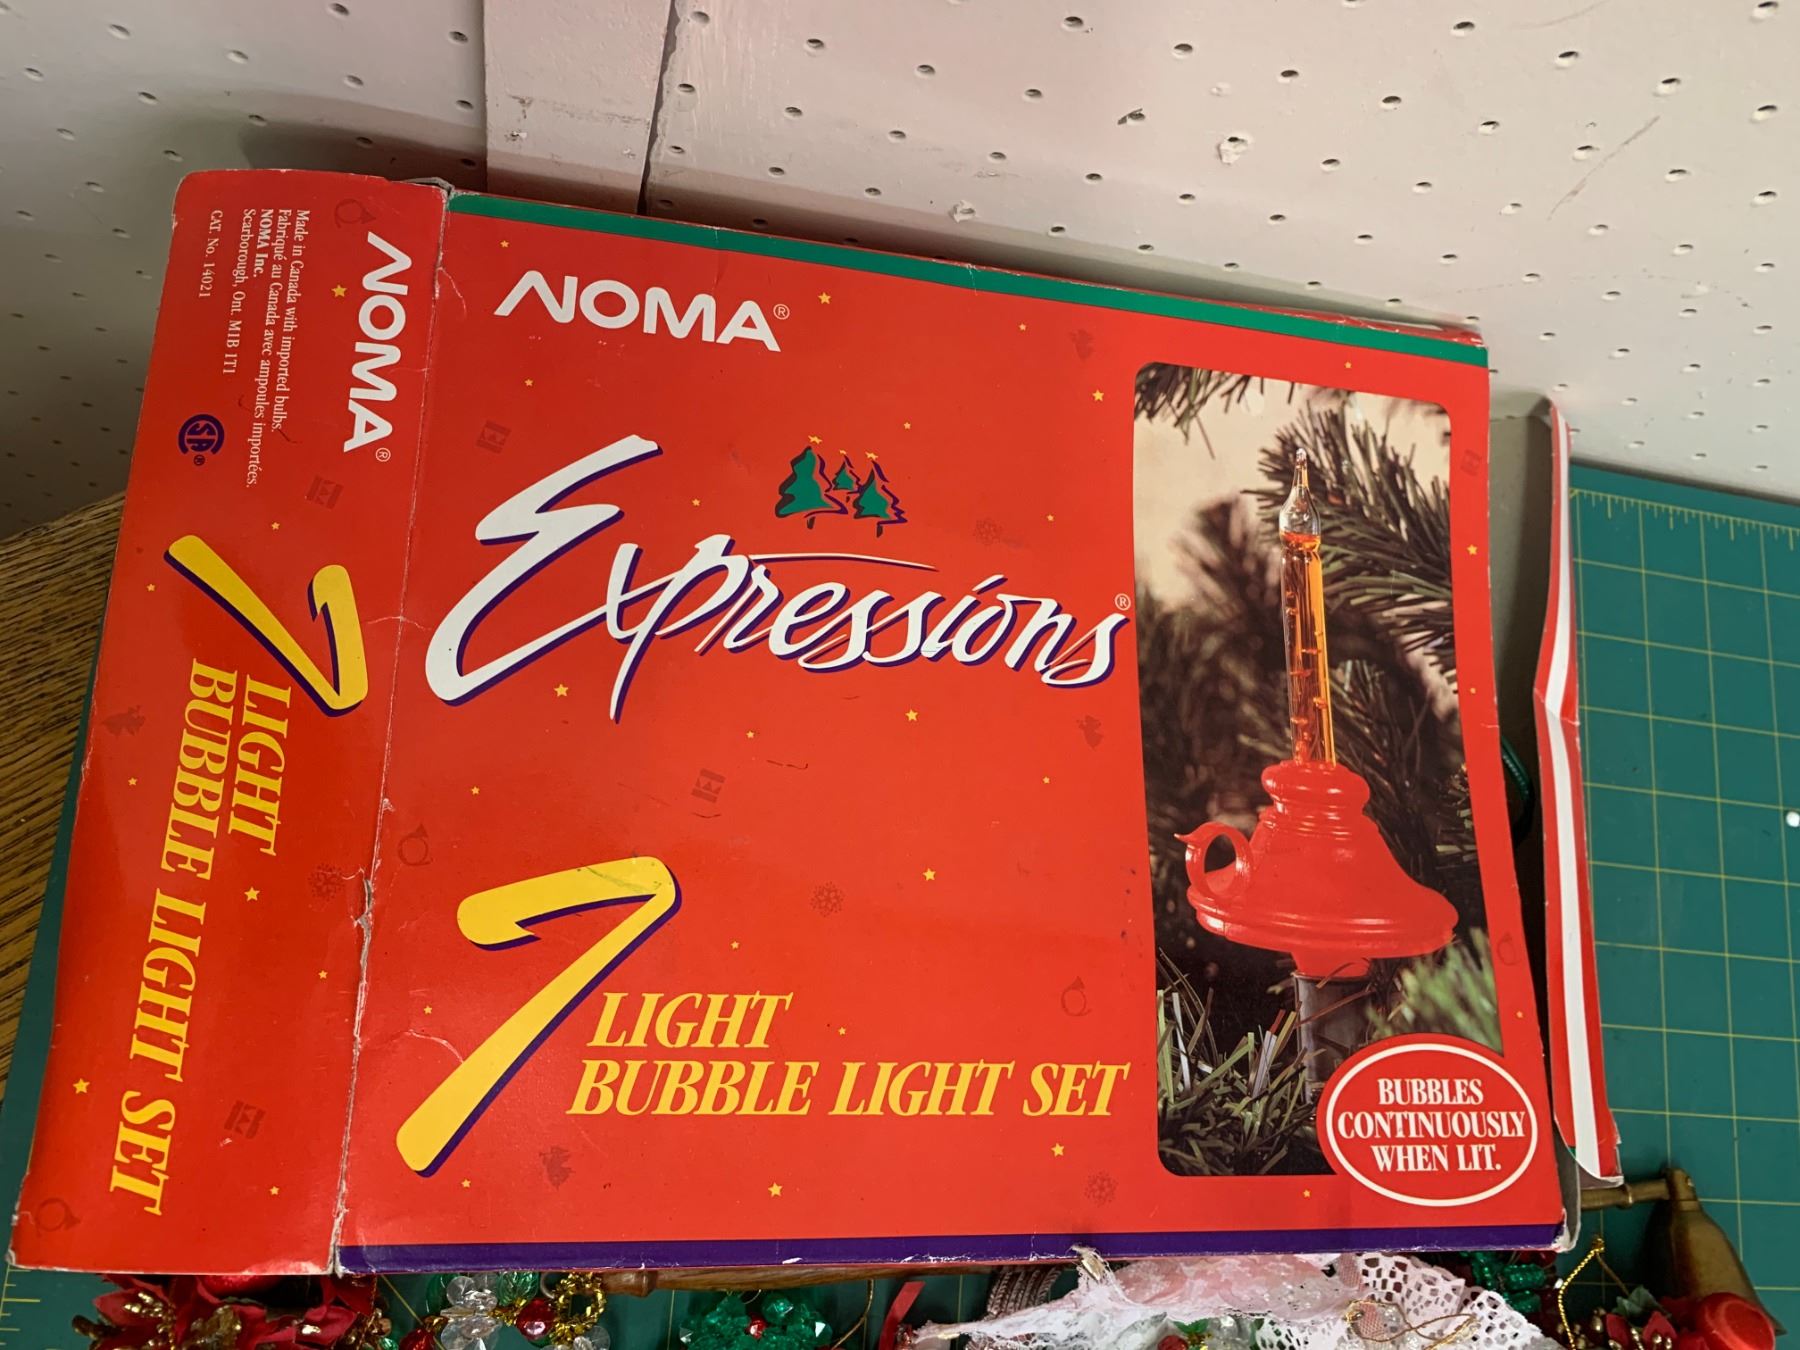 NOMA®
Expressions®
7
LIGHT
BUBBLE LIGHT SET
BUBBLES
CONTINUOUSLY
WHEN LIT.
NOMA®
Made in Canada with imported bulbs.
Fabriqué au Canada avec ampoules importées.
NOMA Inc.
Scarborough, Ont. M1B 1T1
CAT. No. 14021
SA®
7
LIGHT
BUBBLE LIGHT SET